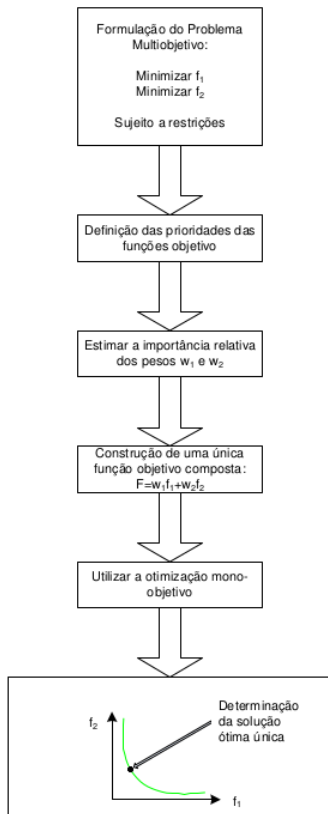 Formulação do Problema
Multiobjetivo:
Minimizar f₁
Minimizar f₂
Sujeito a restrições
Definição das prioridades das
funções objetivo
Estimar a importância relativa
dos pesos w₁ e w₂
Construção de uma única
função objetivo composta:
F=w₁f₁+w₂f₂
Utilizar a otimização mono-
objetivo
Determinação
da solução
ótima única
f₂
f₁